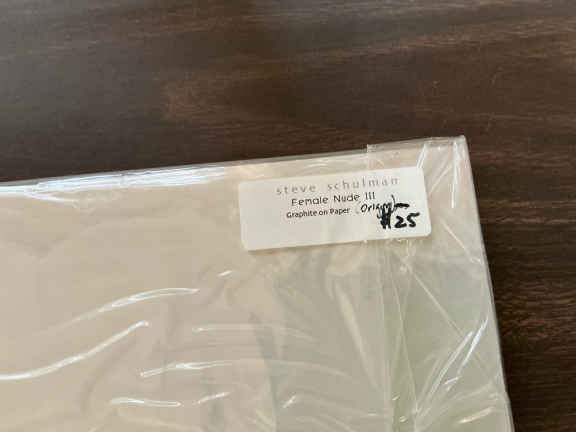 steve schulman
Female Nude III
Graphite on Paper (Original)
$25